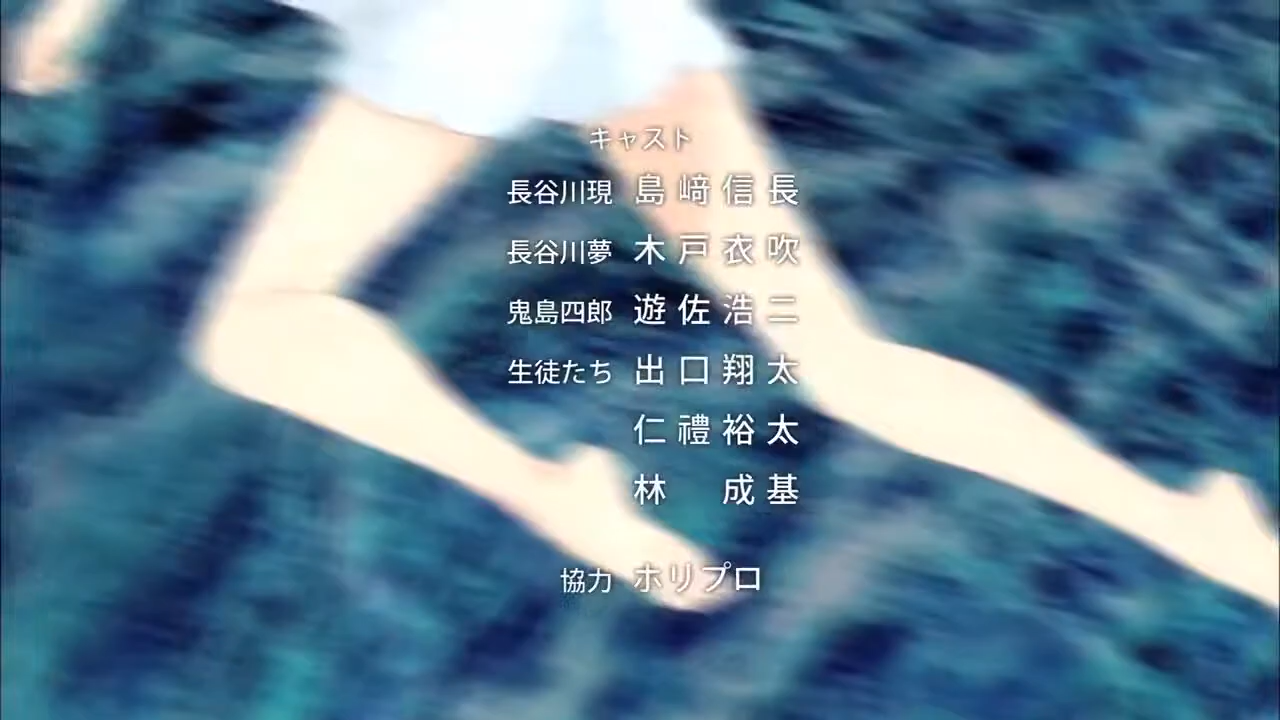 キャスト
長谷川現 島﨑信長
長谷川夢 木戸衣吹
鬼島四郎 遊佐浩二
生徒たち 出口翔太
仁禮裕太
林 成基
協力 ホリプロ